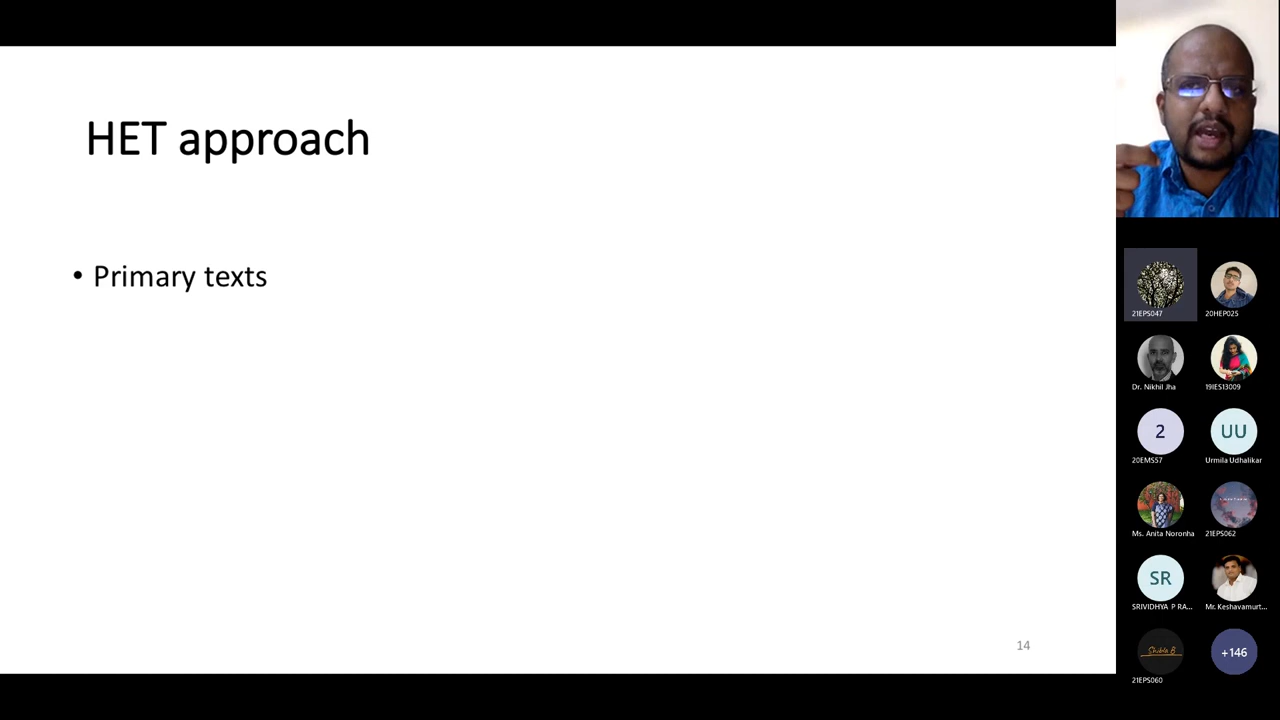 HET approach
• Primary texts
14
21EPS047
20HEP025
Dr. Nikhil Jha
19IES13009
2
UU
20EMS57
Urmila Udhalikar
Ms. Anita Noronha
21EPS062
SR
SRIVIDHYA P RA...
Mr. Keshavamurt...
Shibla B
21EPS060
+146